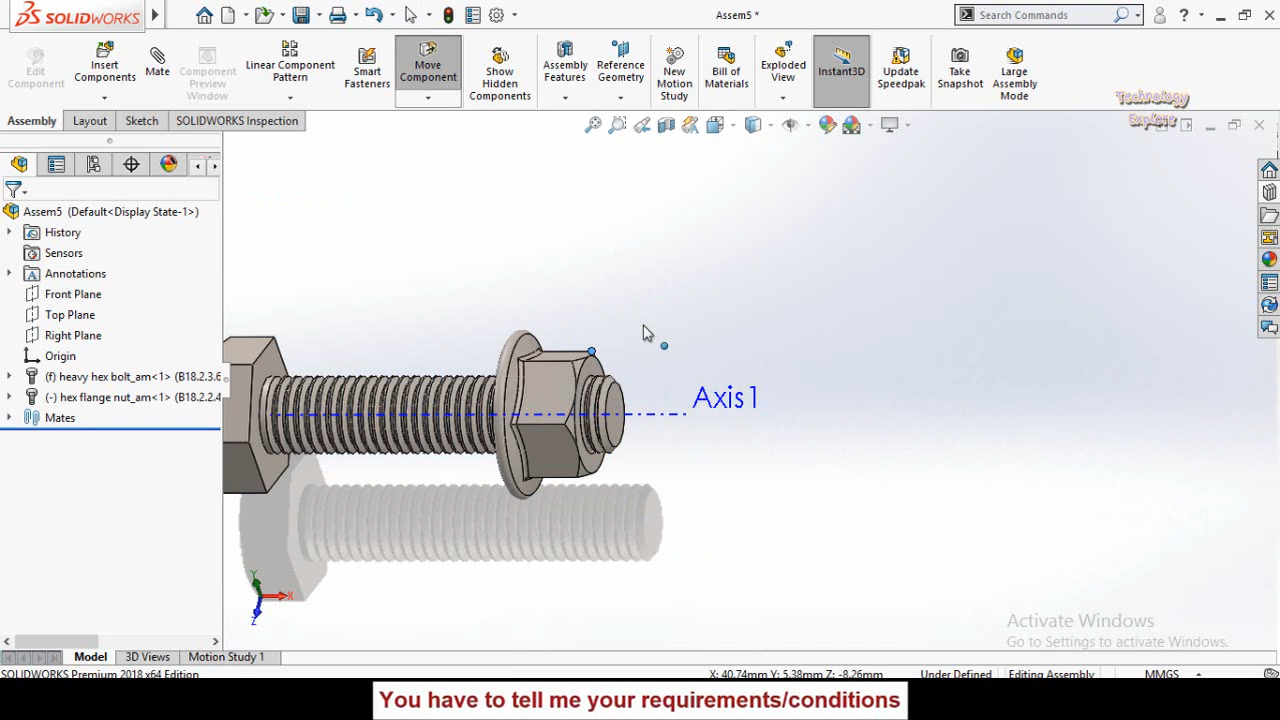 SOLIDWORKS
Assem5 *
Search Commands
?
Edit Component
Insert Components
Mate
Component Preview Window
Linear Component Pattern
Smart Fasteners
Move Component
Show Hidden Components
Assembly Features
Reference Geometry
New Motion Study
Bill of Materials
Exploded View
Instant3D
Update Speedpak
Take Snapshot
Large Assembly Mode
Technology Explore
Assembly
Layout
Sketch
SOLIDWORKS Inspection
Assem5 (Default<Display State-1>)
History
Sensors
Annotations
Front Plane
Top Plane
Right Plane
Origin
(f) heavy hex bolt_am<1> (B18.2.3.6
(-) hex flange nut_am<1> (B18.2.2.4
Mates
Axis1
Y
X
Z
Activate Windows
Go to Settings to activate Windows.
Model
3D Views
Motion Study 1
SOLIDWORKS Premium 2018 x64 Edition
X: 40.74mm Y: 5.38mm Z: -8.26mm
Under Defined
Editing Assembly
MMGS
You have to tell me your requirements/conditions